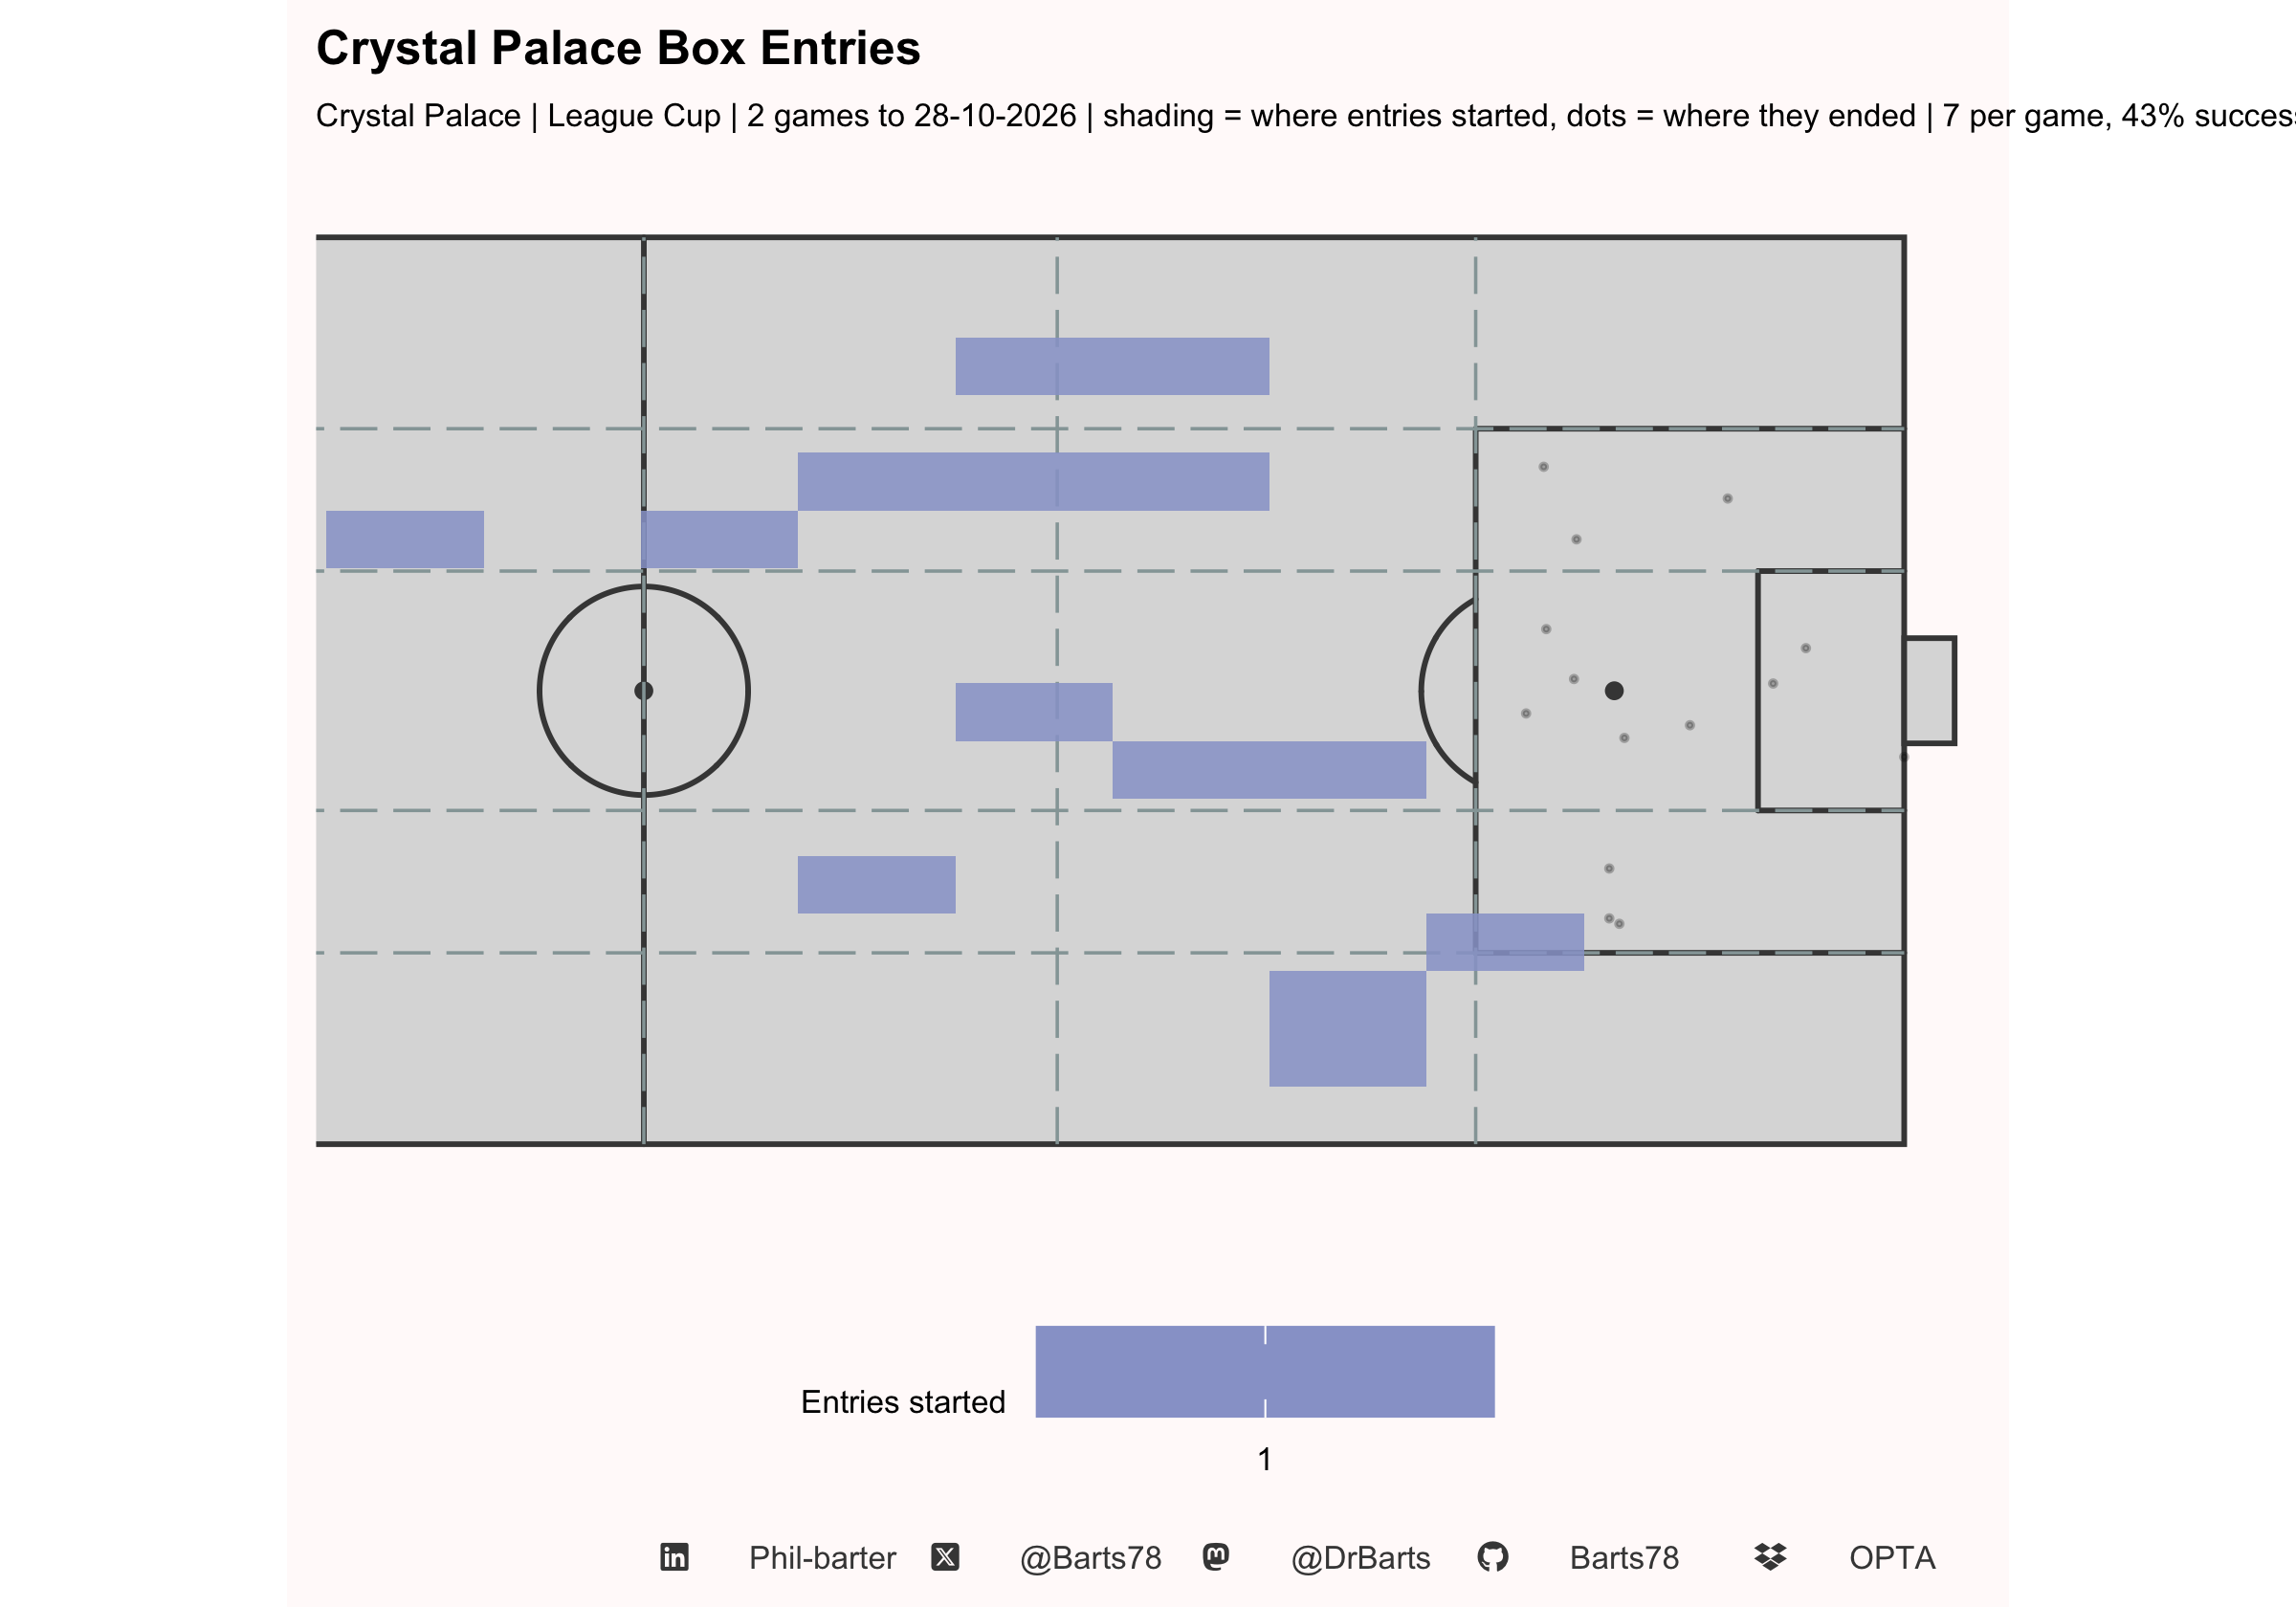 Crystal Palace Box Entries
Crystal Palace | League Cup | 2 games to 28-10-2026 | shading = where entries started, dots = where they ended | 7 per game, 43% success
Entries started
1
Phil-barter @Barts78 @DrBarts Barts78 OPTA